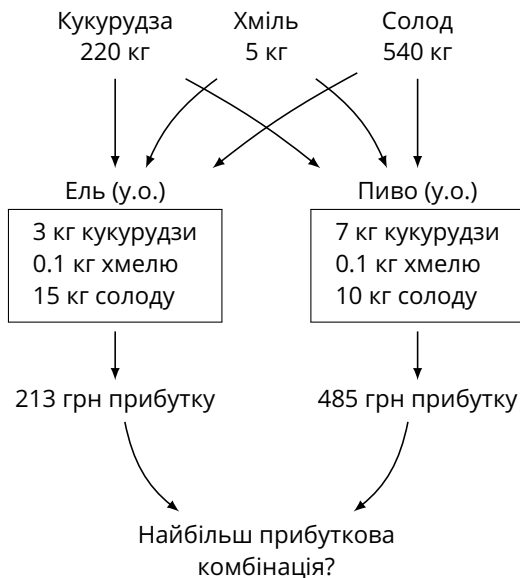 Кукурудза
220 кг
Хміль
5 кг
Солод
540 кг
Ель (у.о.)
3 кг кукурудзи
0.1 кг хмелю
15 кг солоду
Пиво (у.о.)
7 кг кукурудзи
0.1 кг хмелю
10 кг солоду
213 грн прибутку
485 грн прибутку
Найбільш прибуткова
комбінація?